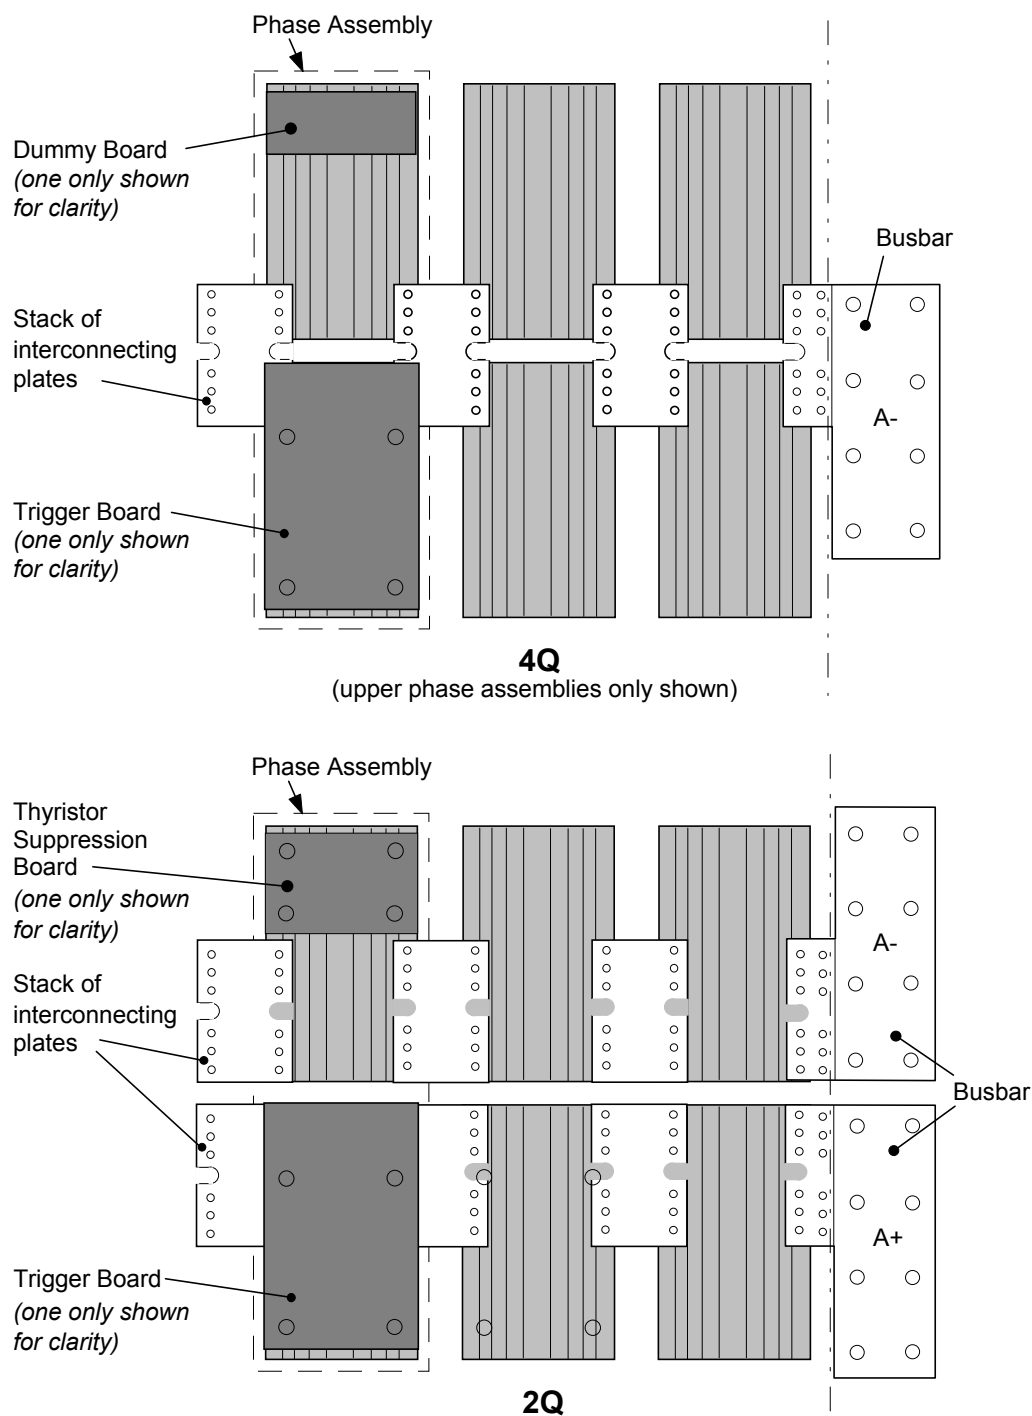 Phase Assembly
Dummy Board
(one only shown
for clarity)
Busbar
Stack of
interconnecting
plates
A-
Trigger Board
(one only shown
for clarity)
4Q
(upper phase assemblies only shown)
Phase Assembly
Thyristor
Suppression
Board
(one only shown
for clarity)
A-
Stack of
interconnecting
plates
Busbar
A+
Trigger Board
(one only shown
for clarity)
2Q